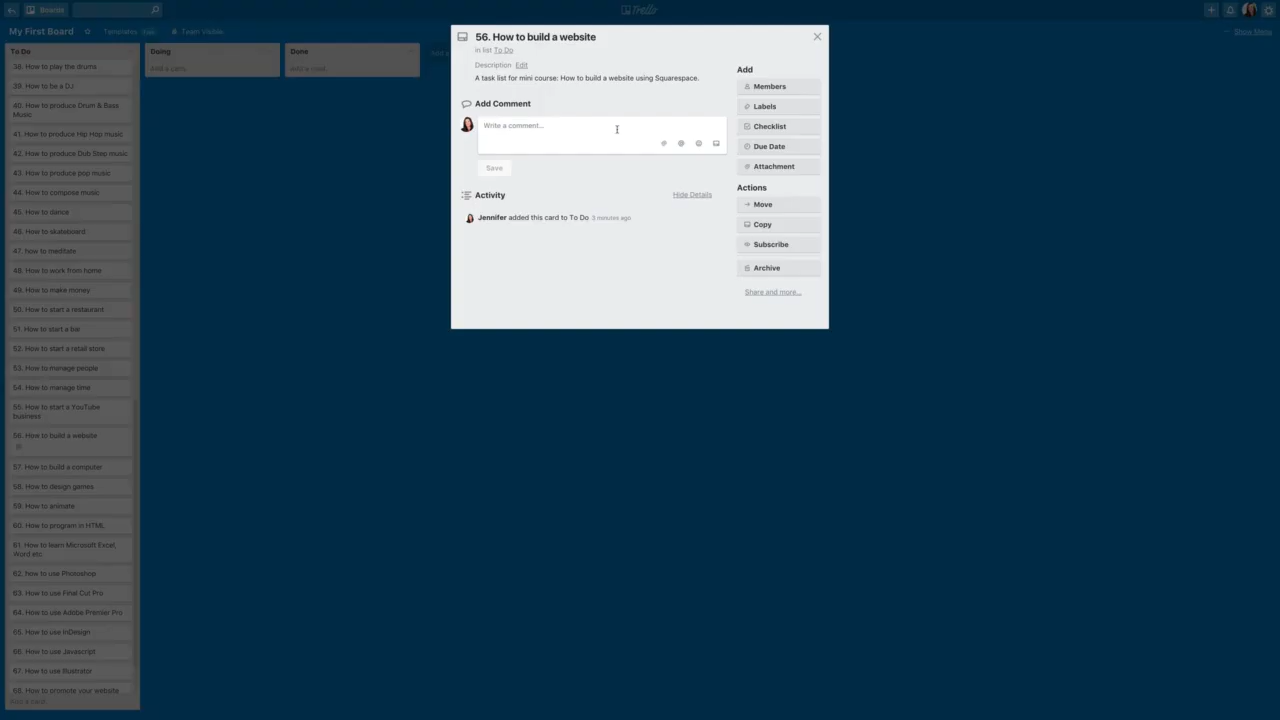 Boards
Trello
My First Board
Templates
Free
Team Visible
Show Menu
To Do
38. How to play the drums
39. How to be a DJ
40. How to produce Drum & Bass
Music
41. How to produce Hip Hop music
42. How to produce Dub Step music
43. How to produce pop music
44. How to compose music
45. How to dance
46. How to skateboard
47. how to meditate
48. How to work from home
49. How to make money
50. How to start a restaurant
51. How to start a bar
52. How to start a retail store
53. How to manage people
54. How to manage time
55. How to start a YouTube
business
56. How to build a website
57. How to build a computer
58. How to design games
59. How to animate
60. How to program in HTML
61. How to learn Microsoft Excel,
Word etc.
62. how to use Photoshop
63. How to use Final Cut Pro
64. How to use Adobe Premier Pro
65. How to use InDesign
66. How to use Javascript
67. How to use Illustrator
68. How to promote your website
Add a card...
Doing
Add a card...
Done
Add a card...
56. How to build a website
in list To Do
Description Edit
A task list for mini course: How to build a website using Squarespace.
Add Comment
Write a comment...
Save
Activity
Hide Details
Jennifer added this card to To Do 3 minutes ago
Add
Members
Labels
Checklist
Due Date
Attachment
Actions
Move
Copy
Subscribe
Archive
Share and more...